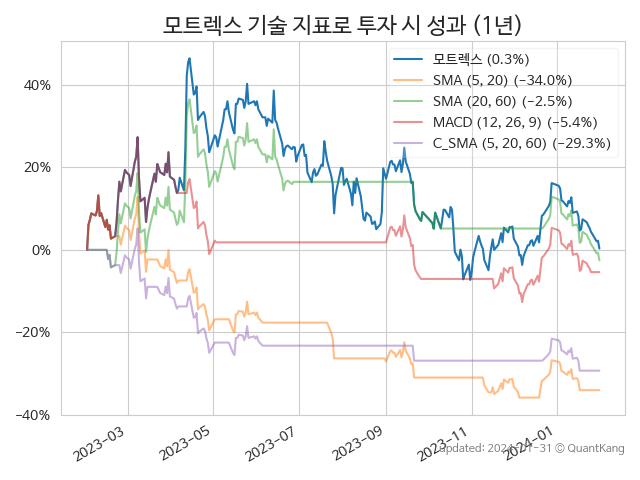 모트렉스 기술 지표로 투자 시 성과 (1년)
모트렉스 (0.3%)
SMA (5, 20) (−34.0%)
SMA (20, 60) (−2.5%)
MACD (12, 26, 9) (−5.4%)
C_SMA (5, 20, 60) (−29.3%)
40%
20%
0%
−20%
−40%
2023-03
2023-05
2023-07
2023-09
2023-11
2024-01
updated: 2024-01-31 © QuantKang